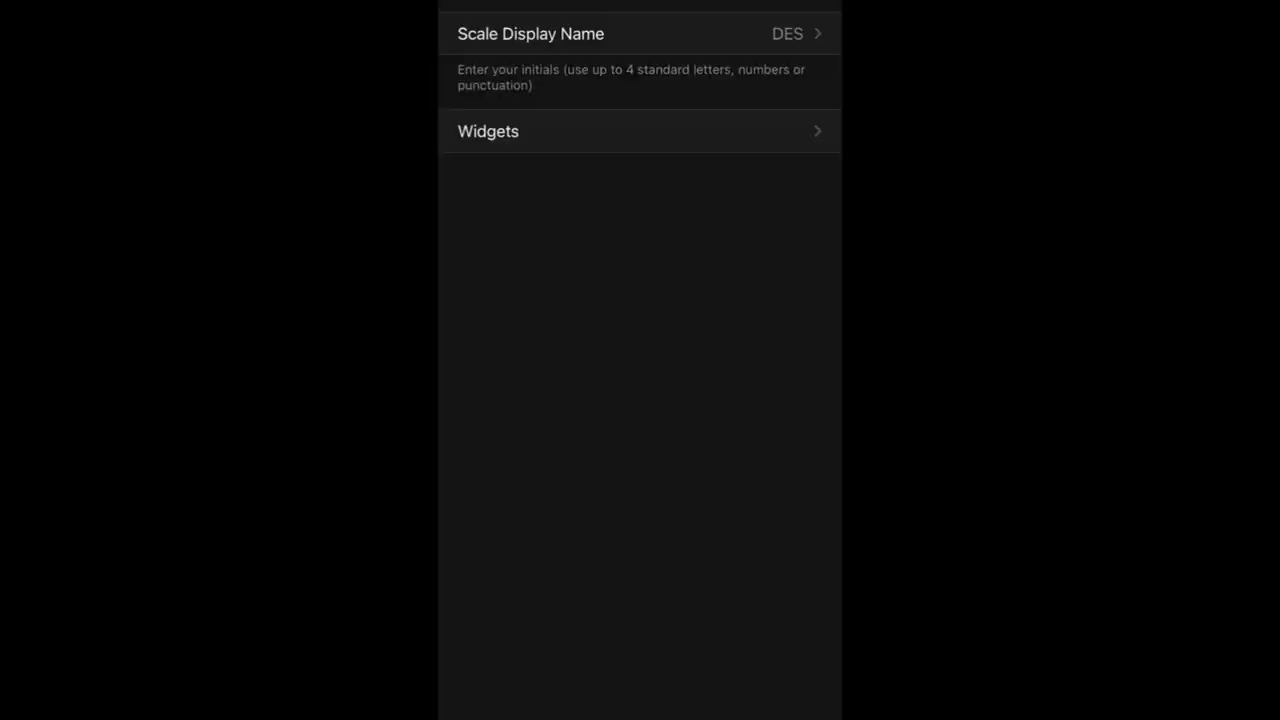 Scale Display Name DES
Enter your initials (use up to 4 standard letters, numbers or
punctuation)
Widgets